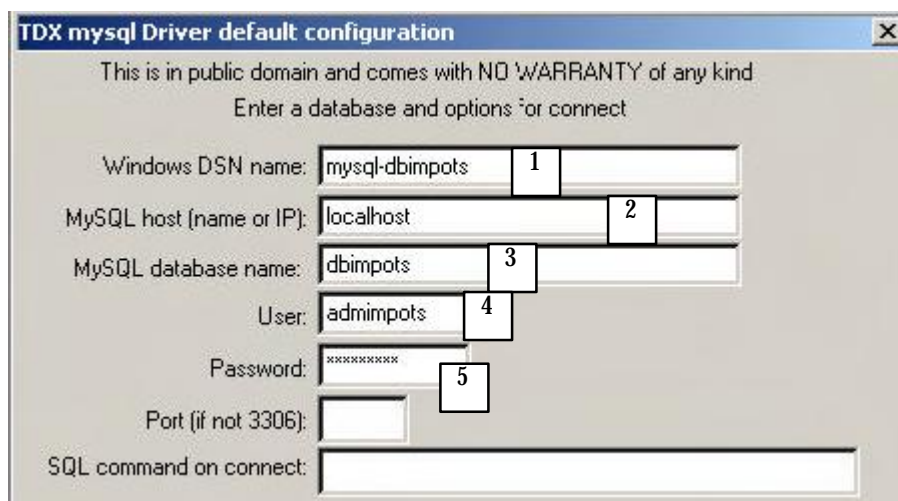 TDX mysql Driver default configuration
This is in public domain and comes with NO WARRANTY of any kind
Enter a database and options for connect
Windows DSN name: mysql-dbimpots 1
MySQL host (name or IP): localhost 2
MySQL database name: dbimpots 3
User: admimpots 4
Password: ********* 5
Port (if not 3306):
SQL command on connect: